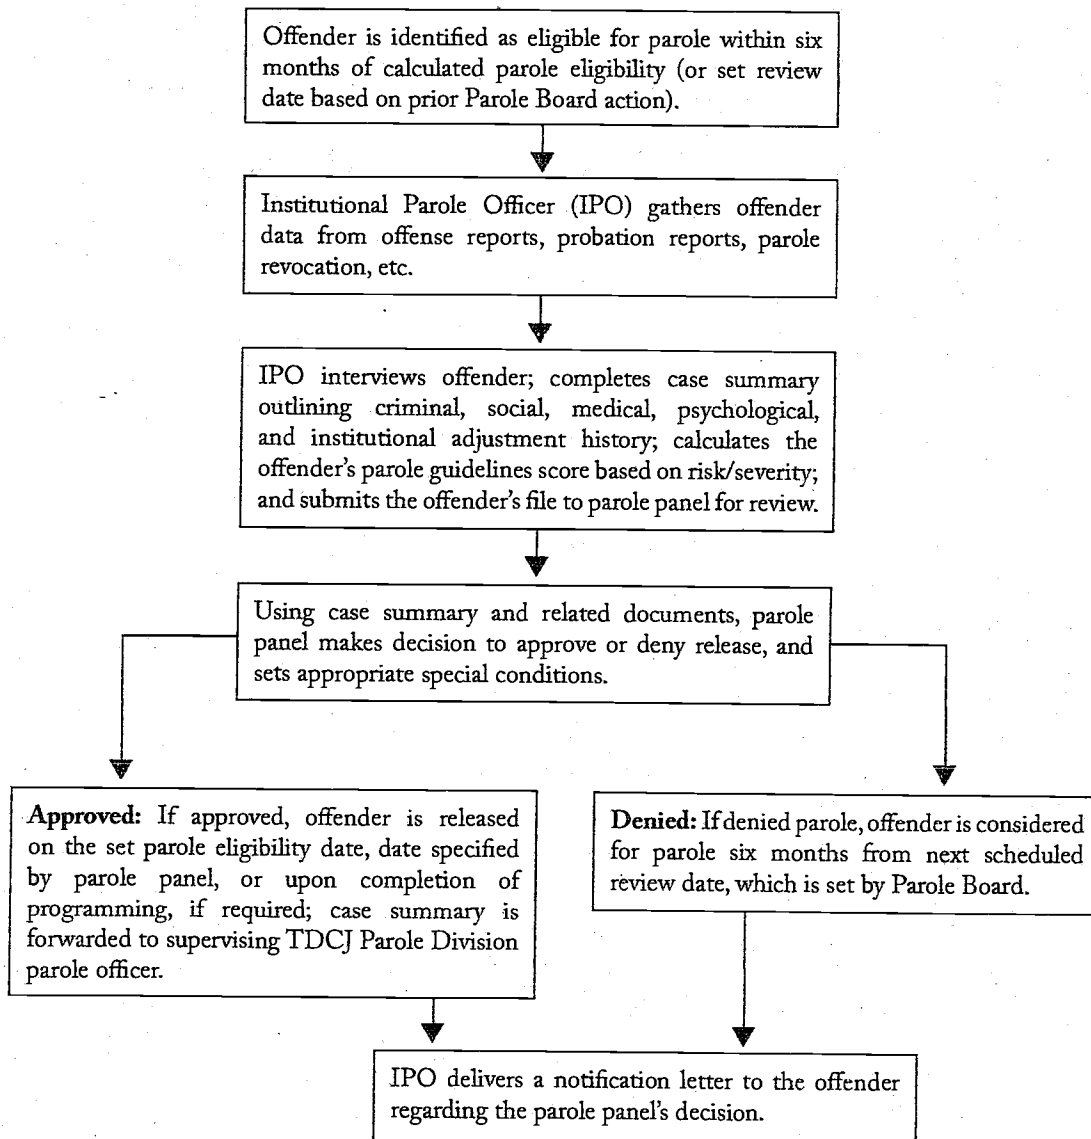 Offender is identified as eligible for parole within six
months of calculated parole eligibility (or set review
date based on prior Parole Board action).
Institutional Parole Officer (IPO) gathers offender
data from offense reports, probation reports, parole
revocation, etc.
IPO interviews offender; completes case summary
outlining criminal, social, medical, psychological,
and institutional adjustment history; calculates the
offender's parole guidelines score based on risk/severity;
and submits the offender's file to parole panel for review.
Using case summary and related documents, parole
panel makes decision to approve or deny release, and
sets appropriate special conditions.
Approved: If approved, offender is released
on the set parole eligibility date, date specified
by parole panel, or upon completion of
programming, if required; case summary is
forwarded to supervising TDCJ Parole Division
parole officer.
Denied: If denied parole, offender is considered
for parole six months from next scheduled
review date, which is set by Parole Board.
IPO delivers a notification letter to the offender
regarding the parole panel's decision.